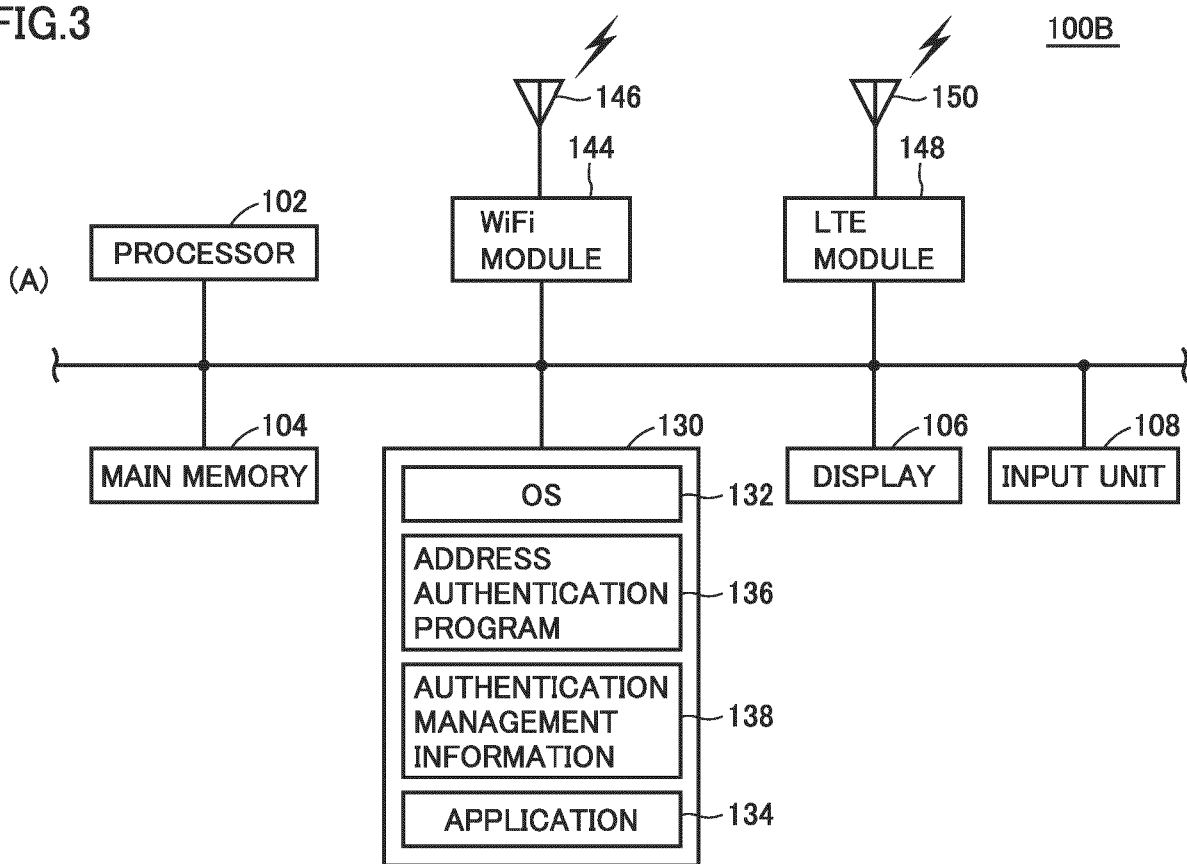 FIG.3
100B
146
150
144
148
102
WiFi
MODULE
LTE
MODULE
PROCESSOR
(A)
104
130
106
108
MAIN MEMORY
DISPLAY
INPUT UNIT
OS
132
ADDRESS
AUTHENTICATION
PROGRAM
136
AUTHENTICATION
MANAGEMENT
INFORMATION
138
APPLICATION
134